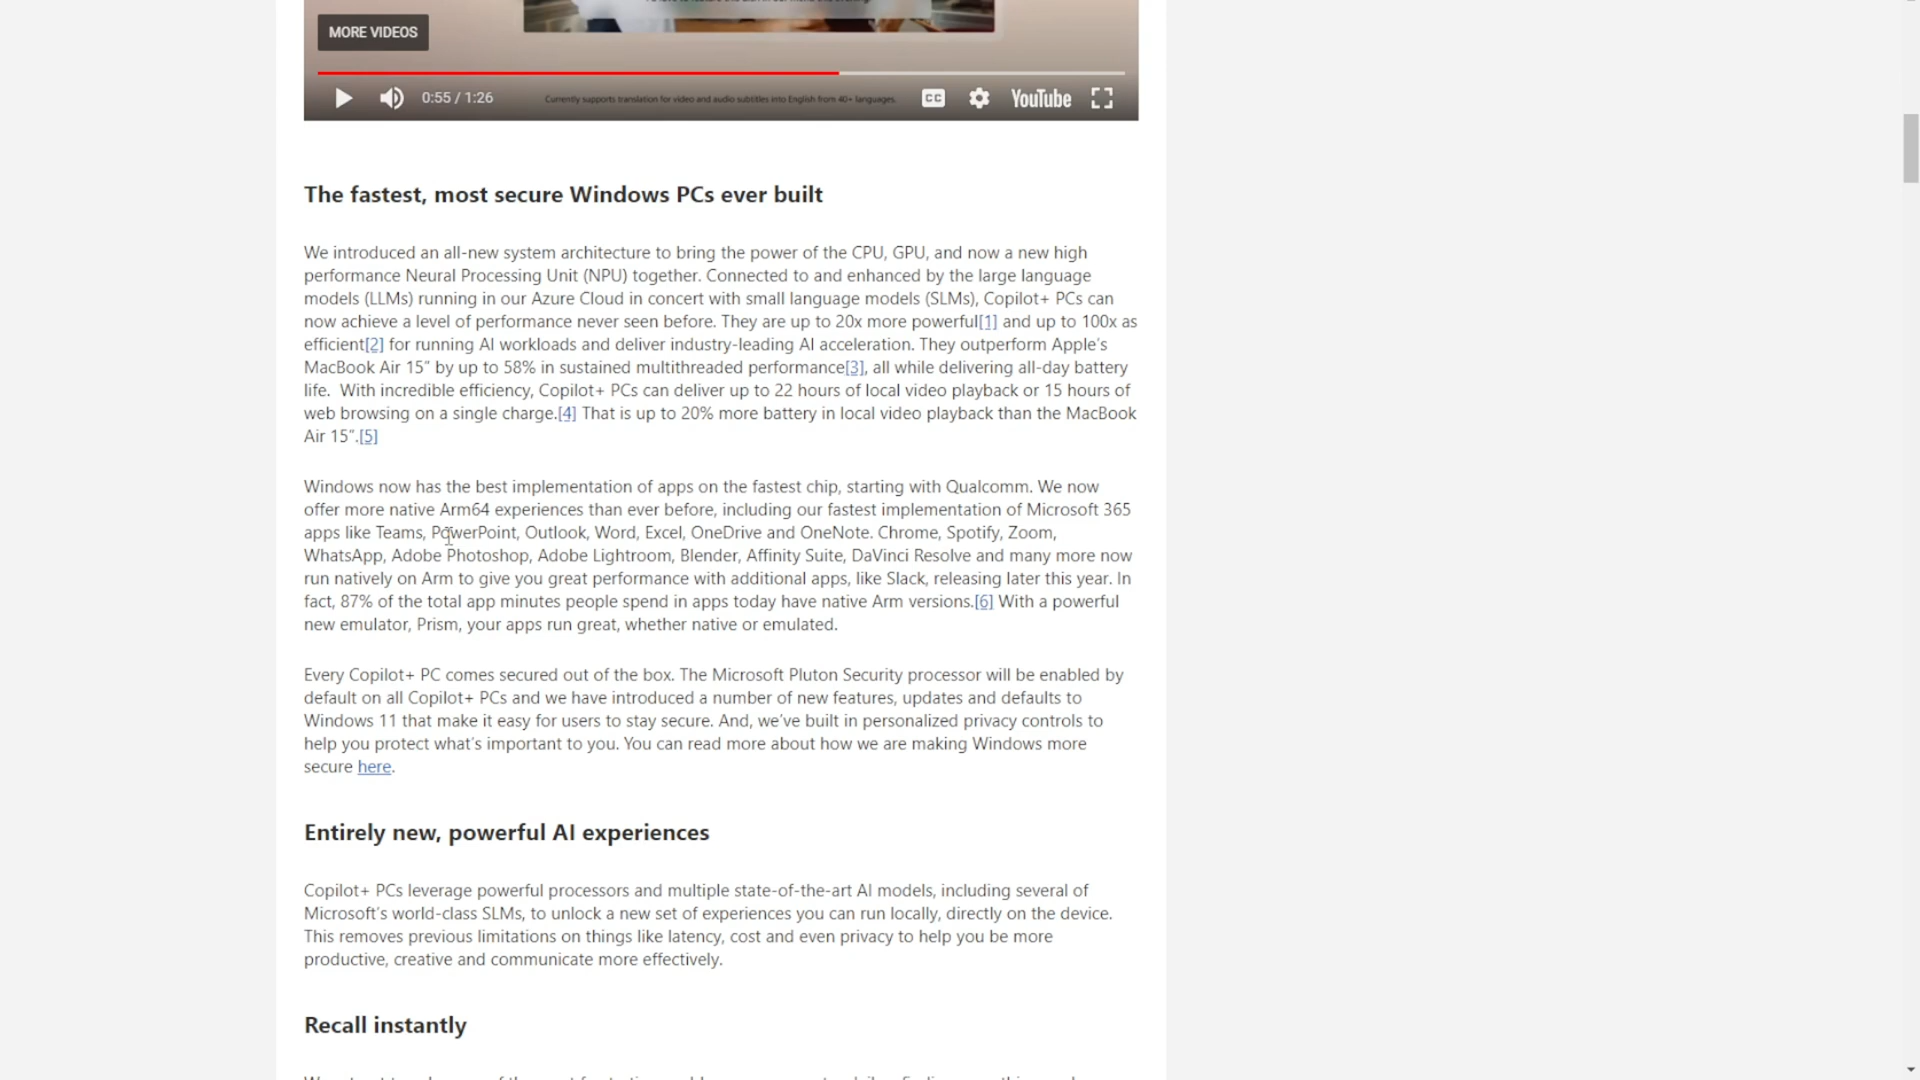 MORE VIDEOS
0:55 / 1:26
Currently supports translation for video and audio subtitles into English from 40+ languages.
CC
YouTube
The fastest, most secure Windows PCs ever built
We introduced an all-new system architecture to bring the power of the CPU, GPU, and now a new high
performance Neural Processing Unit (NPU) together. Connected to and enhanced by the large language
models (LLMs) running in our Azure Cloud in concert with small language models (SLMs), Copilot+ PCs can
now achieve a level of performance never seen before. They are up to 20x more powerful[1] and up to 100x as
efficient[2] for running AI workloads and deliver industry-leading AI acceleration. They outperform Apple’s
MacBook Air 15” by up to 58% in sustained multithreaded performance[3], all while delivering all-day battery
life.  With incredible efficiency, Copilot+ PCs can deliver up to 22 hours of local video playback or 15 hours of
web browsing on a single charge.[4] That is up to 20% more battery in local video playback than the MacBook
Air 15”.[5]
Windows now has the best implementation of apps on the fastest chip, starting with Qualcomm. We now
offer more native Arm64 experiences than ever before, including our fastest implementation of Microsoft 365
apps like Teams, PowerPoint, Outlook, Word, Excel, OneDrive and OneNote. Chrome, Spotify, Zoom,
WhatsApp, Adobe Photoshop, Adobe Lightroom, Blender, Affinity Suite, DaVinci Resolve and many more now
run natively on Arm to give you great performance with additional apps, like Slack, releasing later this year. In
fact, 87% of the total app minutes people spend in apps today have native Arm versions.[6] With a powerful
new emulator, Prism, your apps run great, whether native or emulated.
Every Copilot+ PC comes secured out of the box. The Microsoft Pluton Security processor will be enabled by
default on all Copilot+ PCs and we have introduced a number of new features, updates and defaults to
Windows 11 that make it easy for users to stay secure. And, we’ve built in personalized privacy controls to
help you protect what’s important to you. You can read more about how we are making Windows more
secure here.
Entirely new, powerful AI experiences
Copilot+ PCs leverage powerful processors and multiple state-of-the-art AI models, including several of
Microsoft’s world-class SLMs, to unlock a new set of experiences you can run locally, directly on the device.
This removes previous limitations on things like latency, cost and even privacy to help you be more
productive, creative and communicate more effectively.
Recall instantly